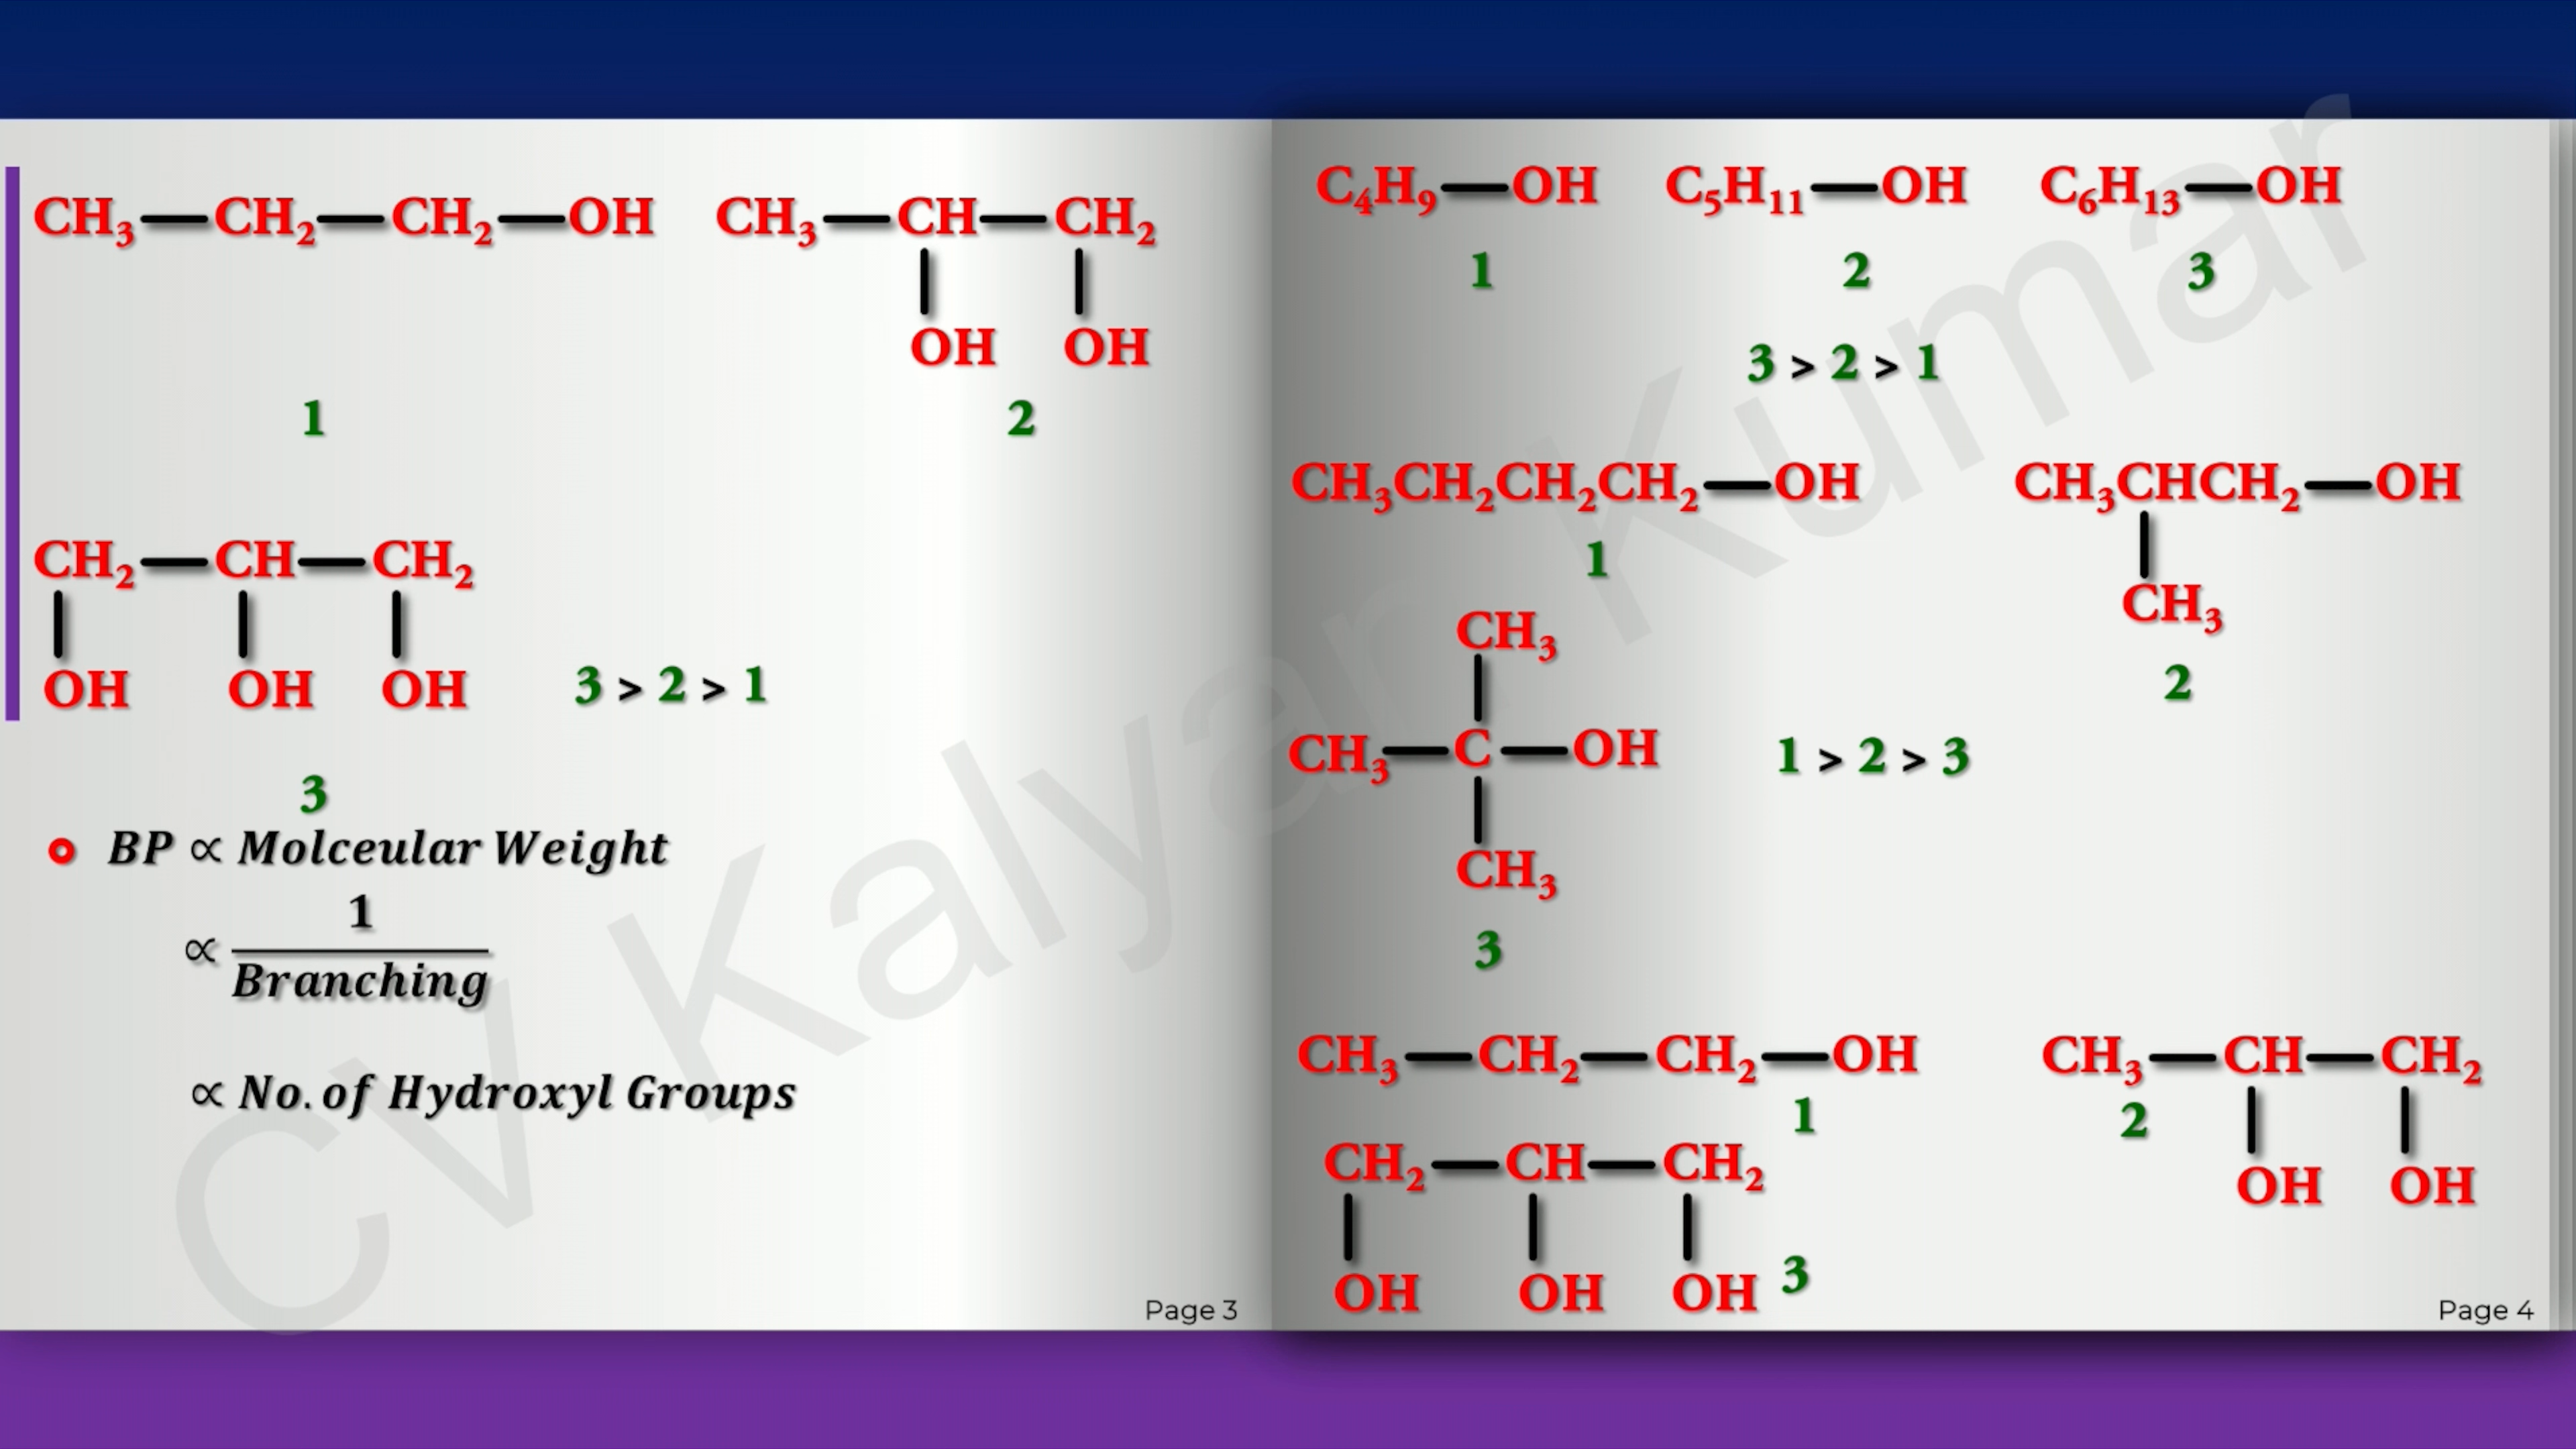 CH₃—CH₂—CH₂—OH
CH₃—CH—CH₂
OH OH
1
2
CH₂—CH—CH₂
OH OH OH
3 > 2 > 1
3
BP ∝ Molceular Weight
∝ 1
Branching
∝ No. of Hydroxyl Groups
Page 3
C₄H₉—OH
C₅H₁₁—OH
C₆H₁₃—OH
1
2
3
3 > 2 > 1
CH₃CH₂CH₂CH₂—OH
1
CH₃CHCH₂—OH
CH₃
2
CH₃
CH₃—C—OH
CH₃
3
1 > 2 > 3
CH₃—CH₂—CH₂—OH
1
CH₃—CH—CH₂
2
OH OH
CH₂—CH—CH₂
OH OH OH
3
Page 4
CV Kalyan Kumar